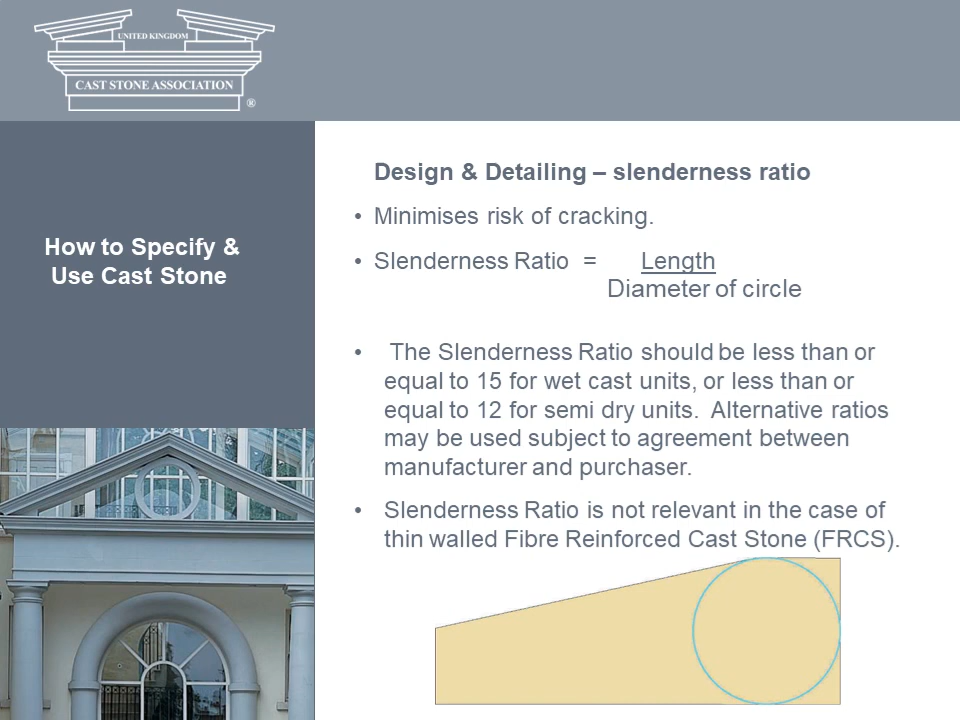 UNITED KINGDOM
CAST STONE ASSOCIATION
®
How to Specify &
Use Cast Stone
Design & Detailing – slenderness ratio
• Minimises risk of cracking.
• Slenderness Ratio = Length
Diameter of circle
• The Slenderness Ratio should be less than or
equal to 15 for wet cast units, or less than or
equal to 12 for semi dry units. Alternative ratios
may be used subject to agreement between
manufacturer and purchaser.
• Slenderness Ratio is not relevant in the case of
thin walled Fibre Reinforced Cast Stone (FRCS).